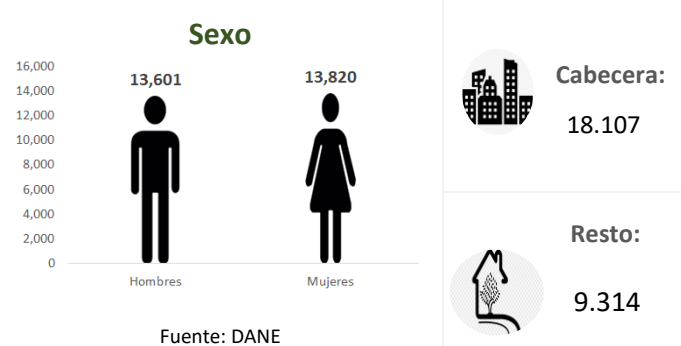 Sexo
16,000
14,000
12,000
10,000
8,000
6,000
4,000
2,000
0
13,601
13,820
Hombres
Mujeres
Fuente: DANE
Cabecera:
18.107
Resto:
9.314